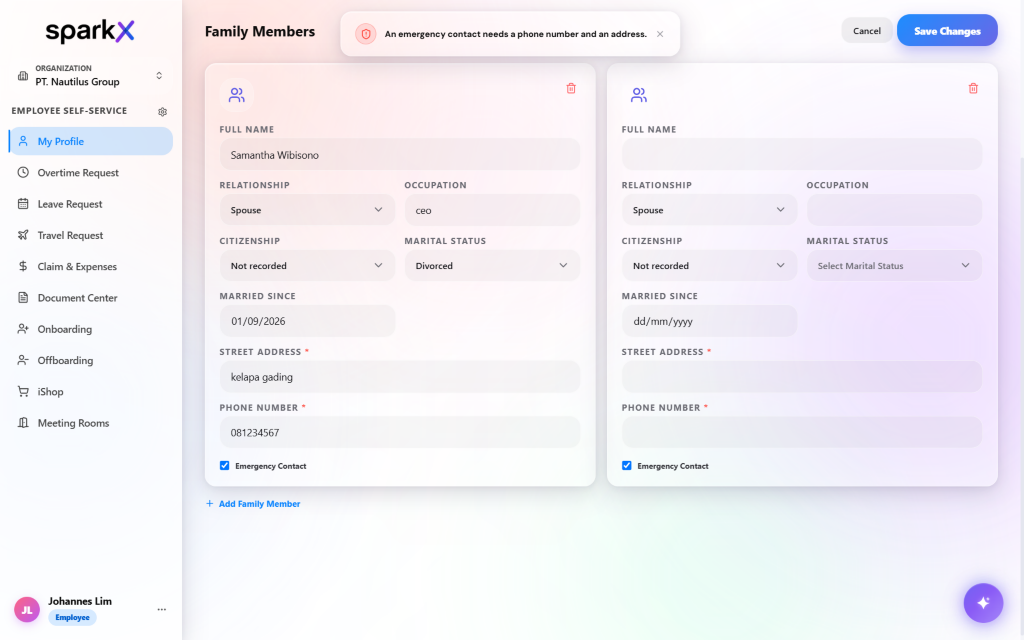 sparkX
ORGANIZATION
PT. Nautilus Group
EMPLOYEE SELF-SERVICE
My Profile
Overtime Request
Leave Request
Travel Request
Claim & Expenses
Document Center
Onboarding
Offboarding
iShop
Meeting Rooms
JL
Johannes Lim
Employee
Family Members
An emergency contact needs a phone number and an address.
Cancel
Save Changes
FULL NAME
Samantha Wibisono
RELATIONSHIP OCCUPATION
Spouse ceo
CITIZENSHIP MARITAL STATUS
Not recorded Divorced
MARRIED SINCE
01/09/2026
STREET ADDRESS *
kelapa gading
PHONE NUMBER *
081234567
Emergency Contact
FULL NAME
RELATIONSHIP OCCUPATION
Spouse
CITIZENSHIP MARITAL STATUS
Not recorded Select Marital Status
MARRIED SINCE
dd/mm/yyyy
STREET ADDRESS *
PHONE NUMBER *
Emergency Contact
+ Add Family Member